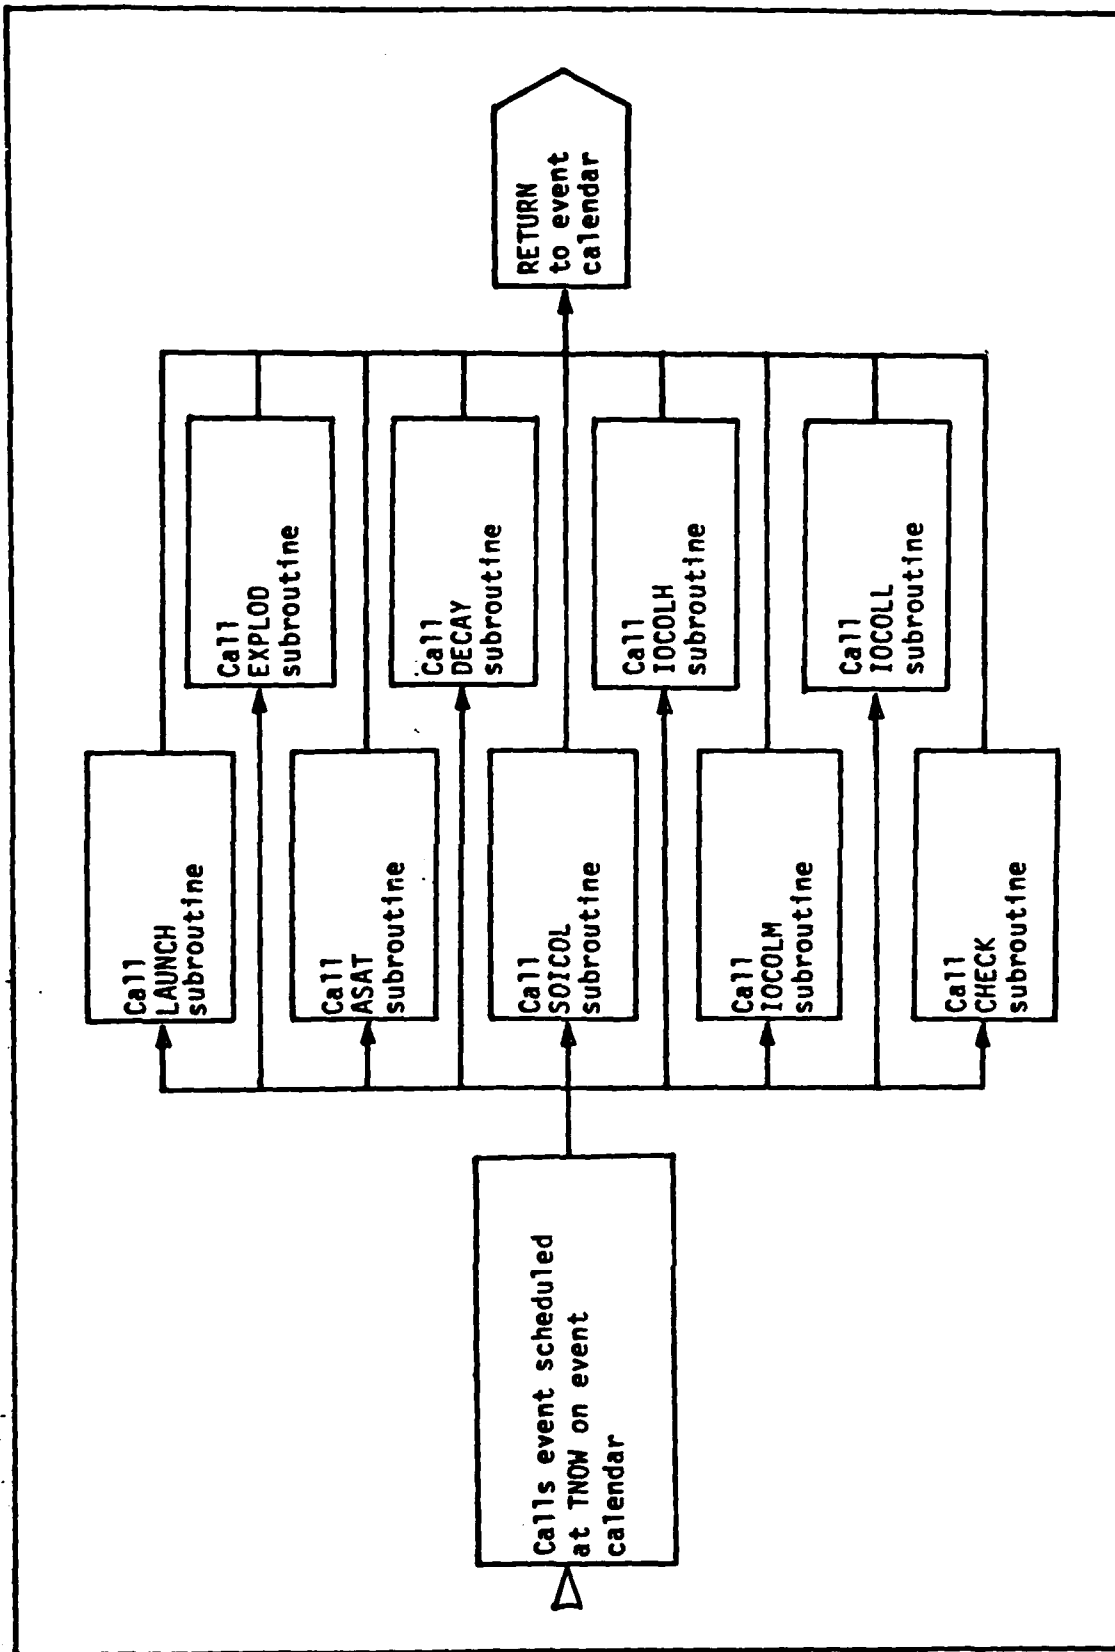 Calls event scheduled
at TNOW on event
calendar
Call
LAUNCH
subroutine
Call
EXPLOD
subroutine
Call
ASAT
subroutine
Call
DECAY
subroutine
Call
SOICOL
subroutine
Call
IOCOLH
subroutine
Call
IOCOLM
subroutine
Call
IOCOLL
subroutine
Call
CHECK
subroutine
RETURN
to event
calendar